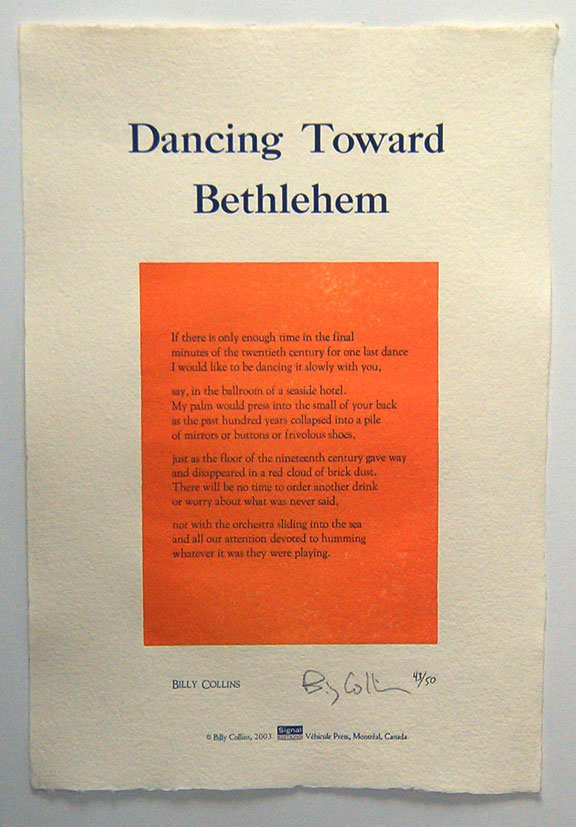 Dancing Toward
Bethlehem
If there is only enough time in the final
minutes of the twentieth century for one last dance
I would like to be dancing it slowly with you,
say, in the ballroom of a seaside hotel.
My palm would press into the small of your back
as the past hundred years collapsed into a pile
of mirrors or buttons or frivolous shoes,
just as the floor of the nineteenth century gave way
and disappeared in a red cloud of brick dust.
There will be no time to order another drink
or worry about what was never said,
not with the orchestra sliding into the sea
and all our attention devoted to humming
whatever it was they were playing.
BILLY COLLINS
Billy Collins 48/50
© Billy Collins, 2003. Signal Véhicule Press, Montréal, Canada.